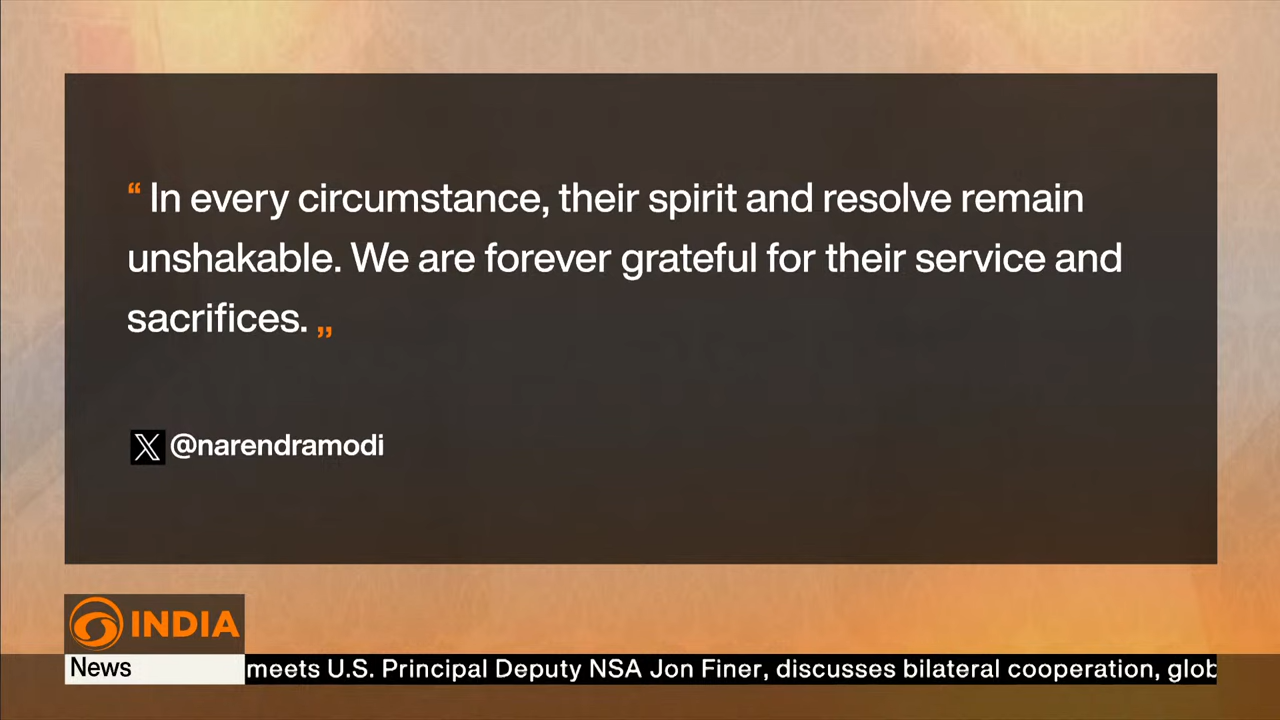 “ In every circumstance, their spirit and resolve remain
unshakable. We are forever grateful for their service and
sacrifices. „
X @narendramodi
INDIA
News
meets U.S. Principal Deputy NSA Jon Finer, discusses bilateral cooperation, glob